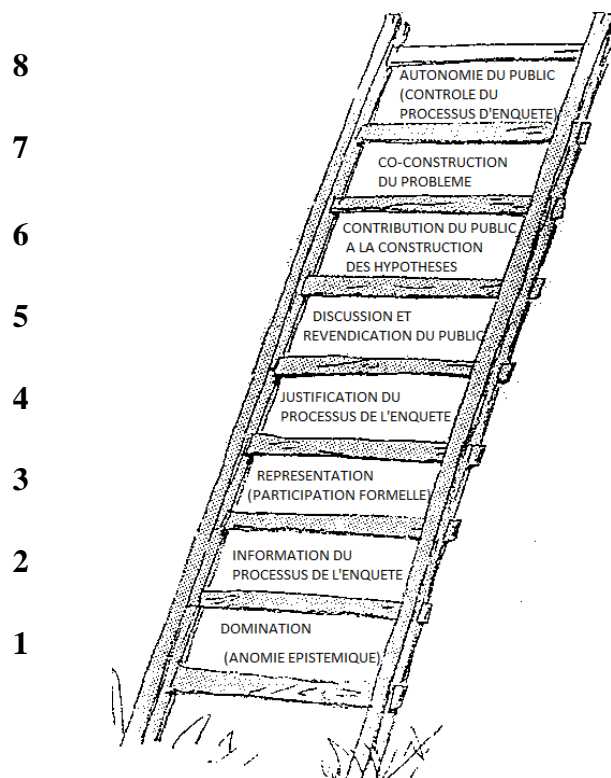 8
AUTONOMIE DU PUBLIC
(CONTROLE DU
PROCESSUS D'ENQUETE)
7
CO-CONSTRUCTION
DU PROBLEME
6
CONTRIBUTION DU PUBLIC
A LA CONSTRUCTION
DES HYPOTHESES
5
DISCUSSION ET
REVENDICATION DU PUBLIC
4
JUSTIFICATION DU
PROCESSUS DE L'ENQUETE
3
REPRESENTATION
(PARTICIPATION FORMELLE)
2
INFORMATION DU
PROCESSUS DE L'ENQUETE
1
DOMINATION
(ANOMIE EPISTEMIQUE)